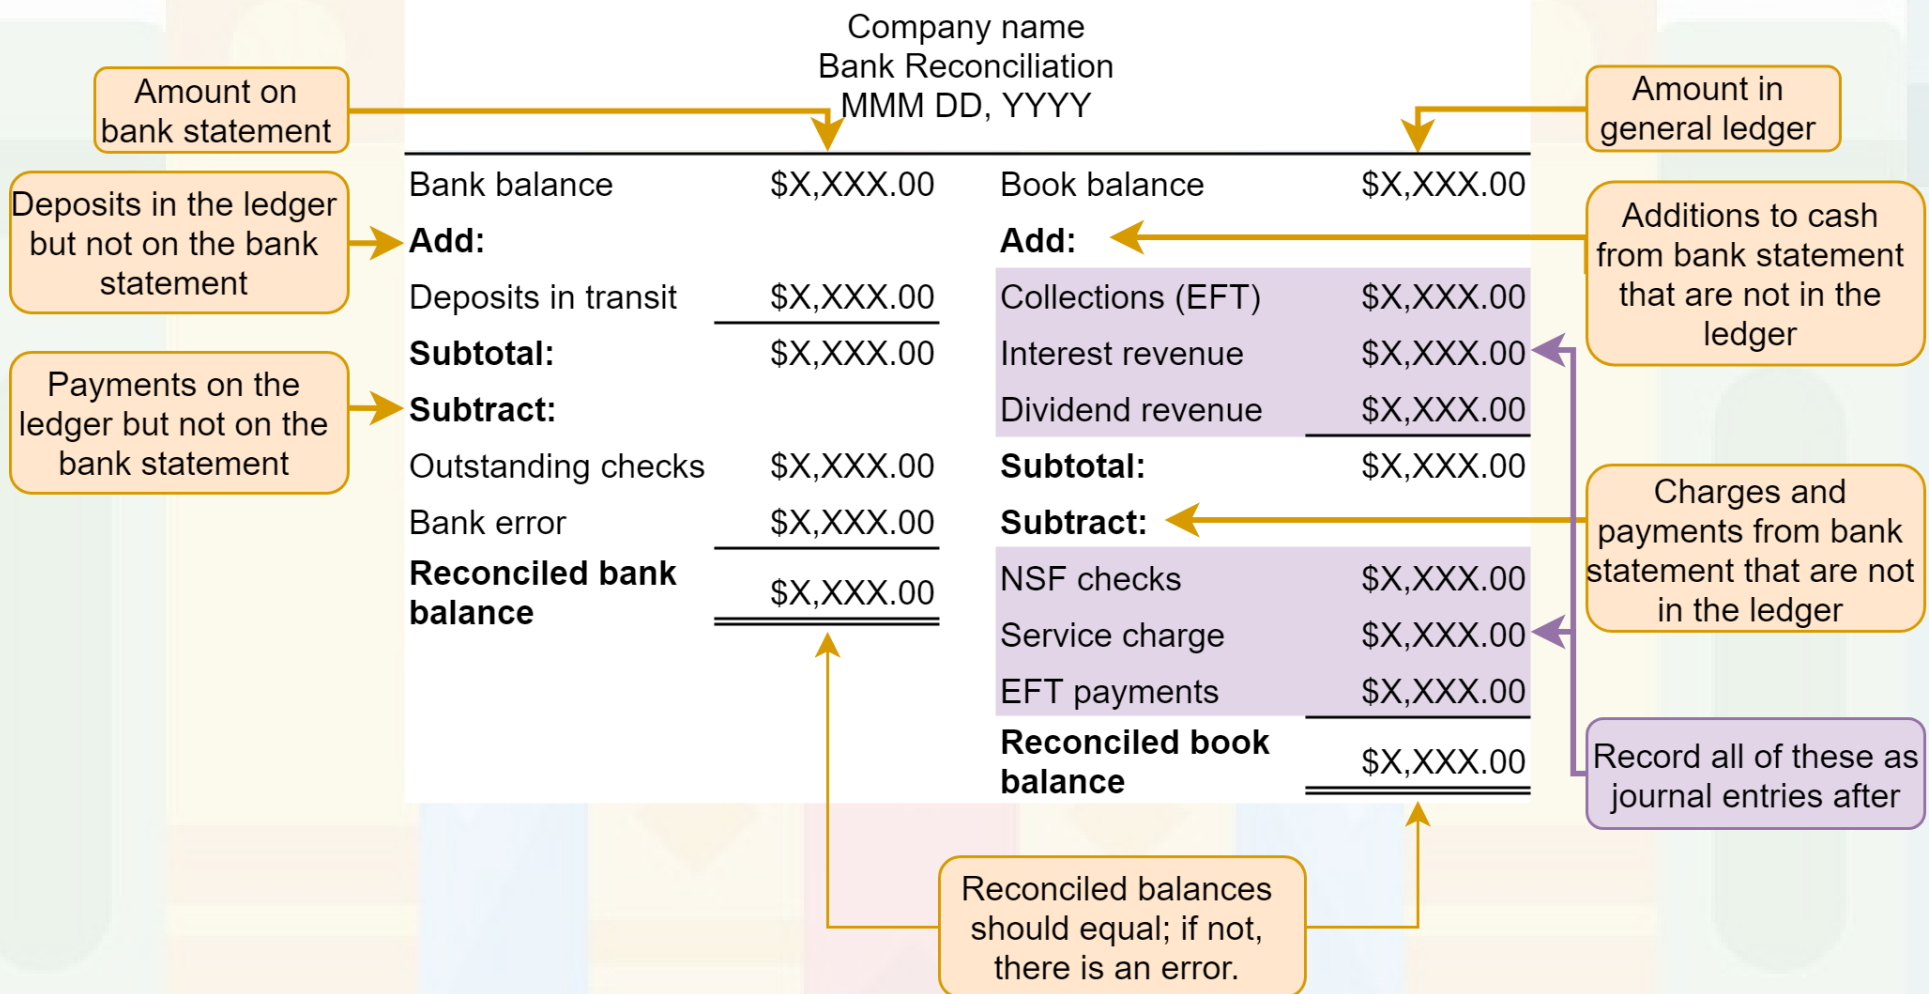 Company name
Bank Reconciliation
MMM DD, YYYY
Amount on
bank statement
Amount in
general ledger
Deposits in the ledger
but not on the bank
statement
Payments on the
ledger but not on the
bank statement
Bank balance $X,XXX.00
Add:
Deposits in transit $X,XXX.00
Subtotal: $X,XXX.00
Subtract:
Outstanding checks $X,XXX.00
Bank error $X,XXX.00
Reconciled bank
balance $X,XXX.00
Book balance $X,XXX.00
Add:
Collections (EFT) $X,XXX.00
Interest revenue $X,XXX.00
Dividend revenue $X,XXX.00
Subtotal: $X,XXX.00
Subtract:
NSF checks $X,XXX.00
Service charge $X,XXX.00
EFT payments $X,XXX.00
Reconciled book
balance $X,XXX.00
Additions to cash
from bank statement
that are not in the
ledger
Charges and
payments from bank
statement that are not
in the ledger
Record all of these as
journal entries after
Reconciled balances
should equal; if not,
there is an error.